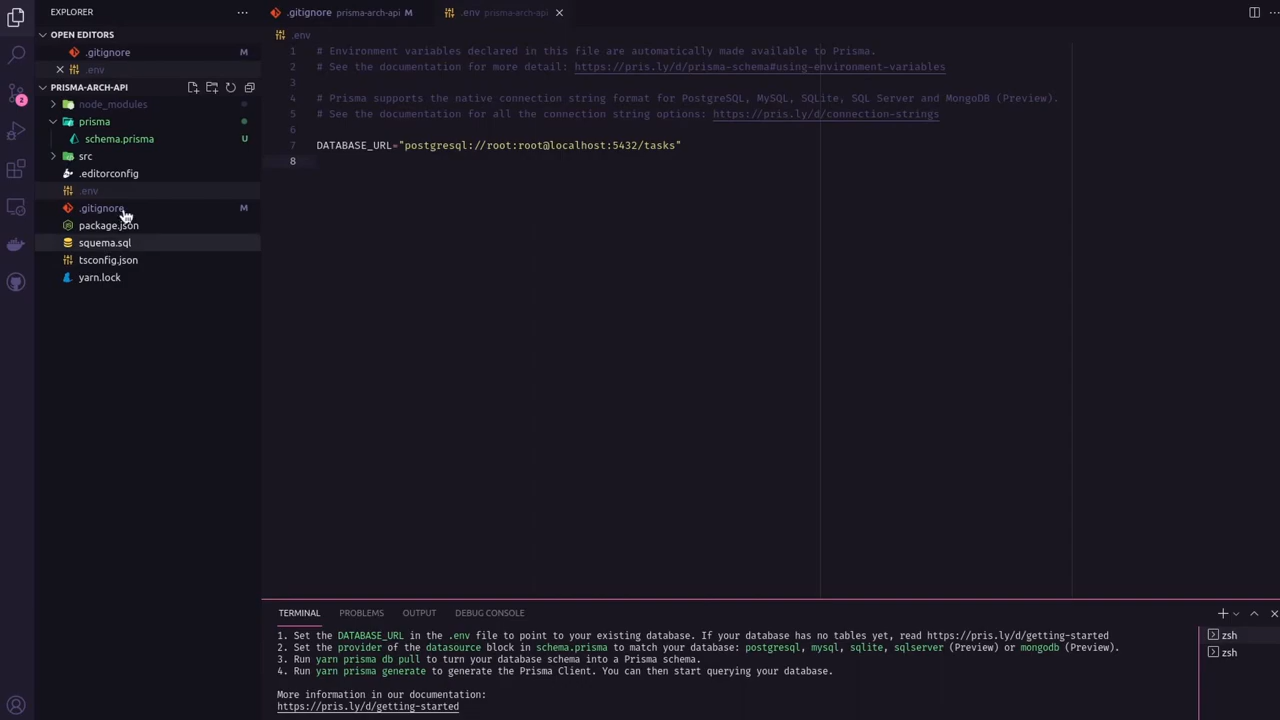 EXPLORER
OPEN EDITORS
.gitignore M
.env
PRISMA-ARCH-API
node_modules
prisma
schema.prisma U
src
.editorconfig
.env
.gitignore M
package.json
squema.sql
tsconfig.json
yarn.lock
2
.gitignore prisma-arch-api M
.env prisma-arch-api
.env
1 # Environment variables declared in this file are automatically made available to Prisma.
2 # See the documentation for more detail: https://pris.ly/d/prisma-schema#using-environment-variables
3
4 # Prisma supports the native connection string format for PostgreSQL, MySQL, SQLite, SQL Server and MongoDB (Preview).
5 # See the documentation for all the connection string options: https://pris.ly/d/connection-strings
6
7 DATABASE_URL="postgresql://root:root@localhost:5432/tasks"
8
TERMINAL PROBLEMS OUTPUT DEBUG CONSOLE
1. Set the DATABASE_URL in the .env file to point to your existing database. If your database has no tables yet, read https://pris.ly/d/getting-started
2. Set the provider of the datasource block in schema.prisma to match your database: postgresql, mysql, sqlite, sqlserver (Preview) or mongodb (Preview).
3. Run yarn prisma db pull to turn your database schema into a Prisma schema.
4. Run yarn prisma generate to generate the Prisma Client. You can then start querying your database.
More information in our documentation:
https://pris.ly/d/getting-started
zsh
zsh